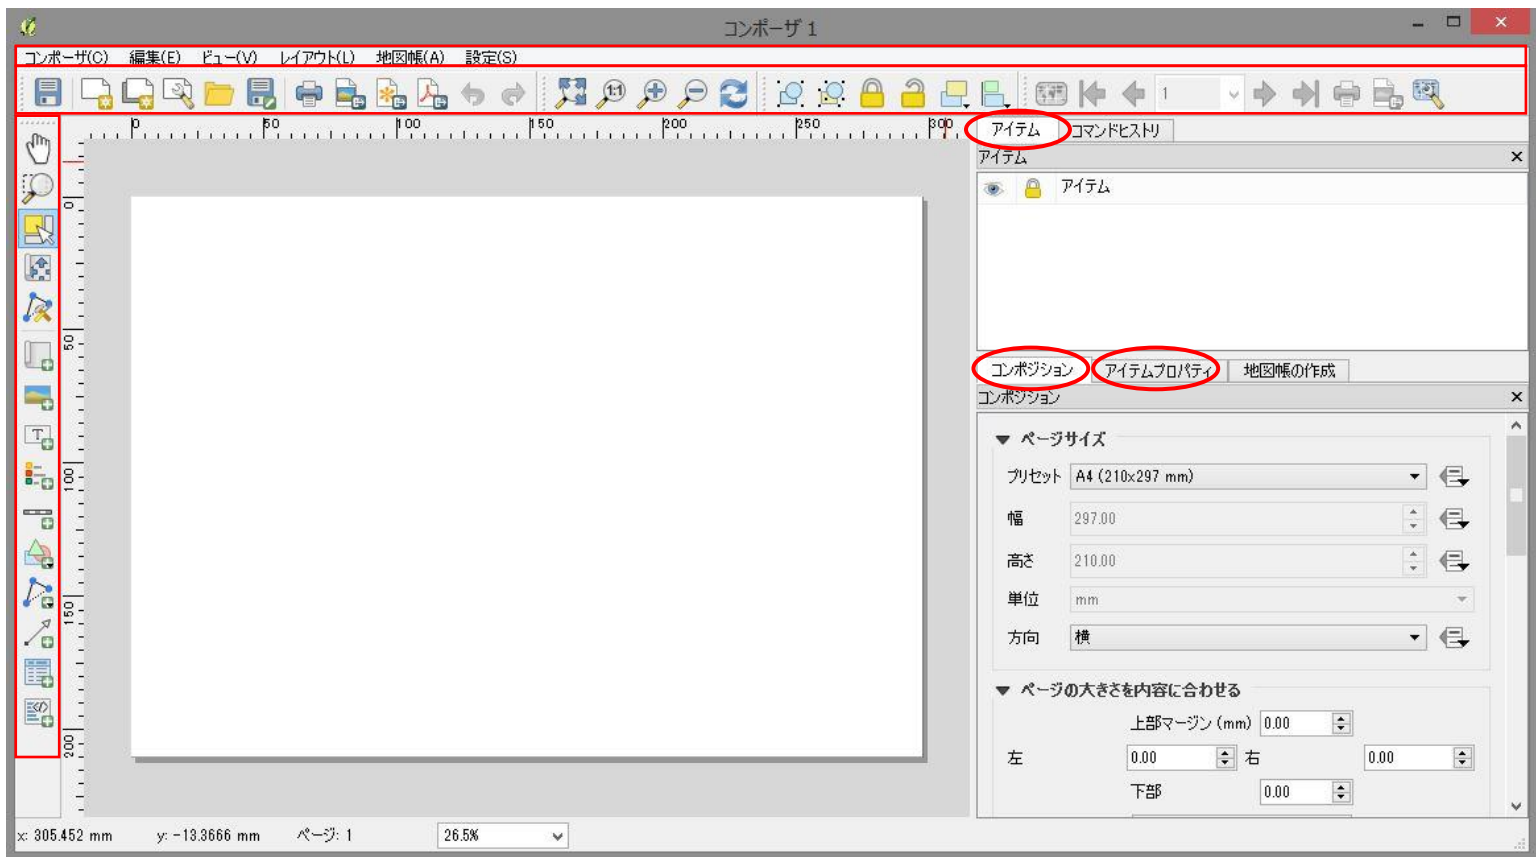 コンポーザ 1
コンポーザ(C) 編集(E) ビュー(V) レイアウト(L) 地図帳(A) 設定(S)
1:1
1
0 50 100 150 200 250 300
アイテム コマンドヒストリ
アイテム
アイテム
0
50
100
150
200
T
コンポジション アイテムプロパティ 地図帳の作成
コンポジション
ページサイズ
プリセット A4 (210x297 mm)
幅 297.00
高さ 210.00
単位 mm
方向 横
ページの大きさを内容に合わせる
上部マージン (mm) 0.00
左 0.00 右 0.00
下部 0.00
x: 305.452 mm y: -13.3666 mm ページ: 1 26.5%